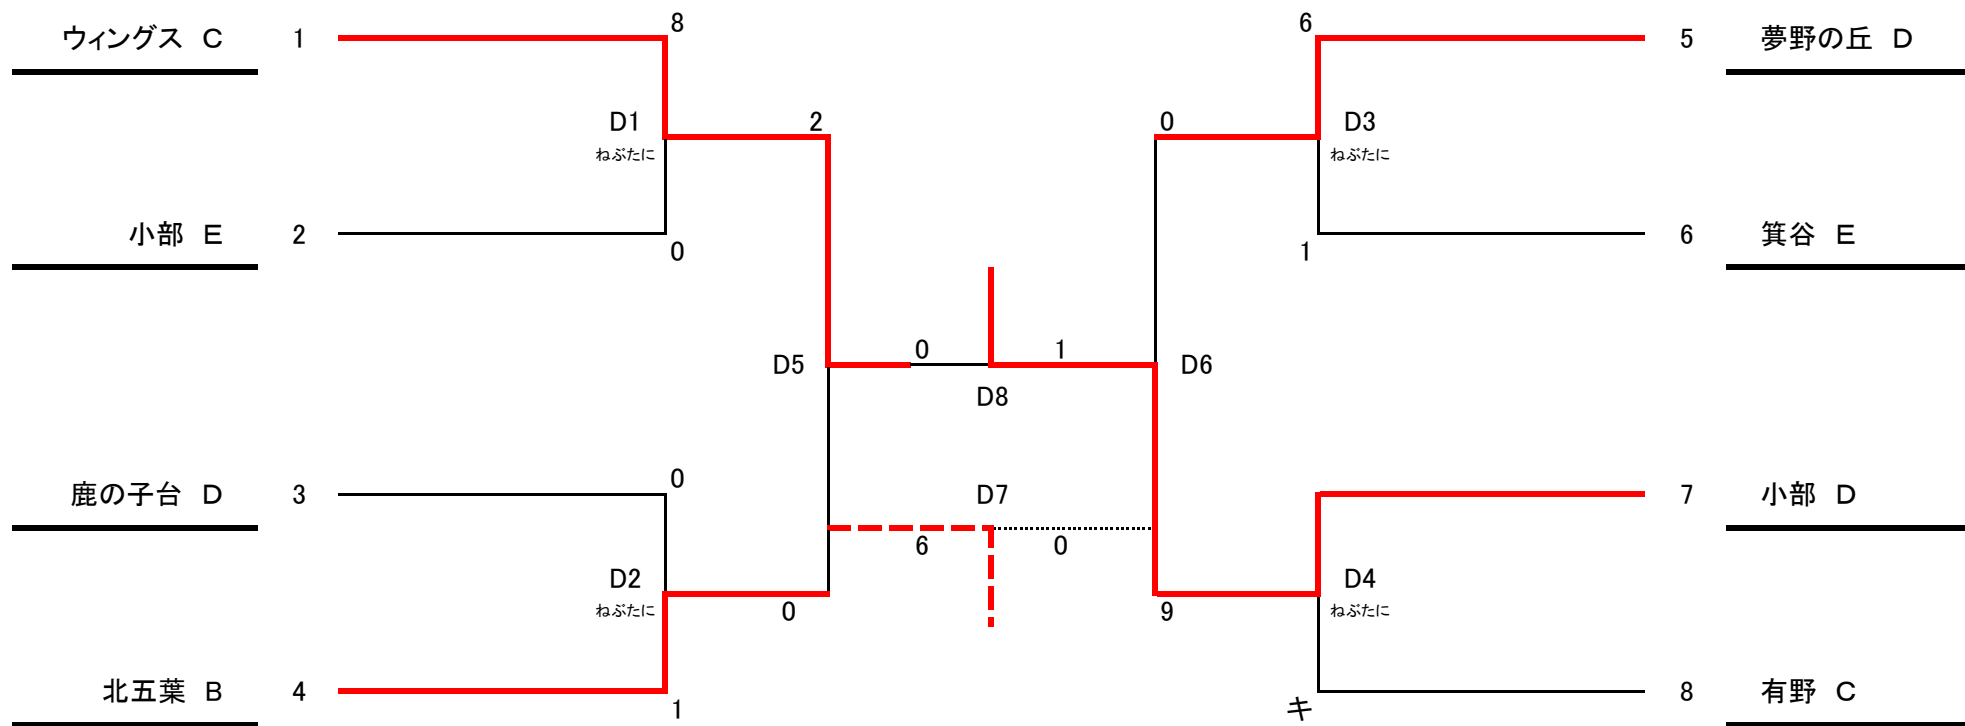 ウィングス Ｃ 1 8 6 5 夢野の丘 Ｄ
D1 2 0 D3
ねぶたに ねぶたに
小部 Ｅ 2 0 1 6 箕谷 Ｅ
D5 0 1 D6
D8
鹿の子台 Ｄ 3 0 D7 7 小部 Ｄ
6 0
D2 D4
ねぶたに 0 9 ねぶたに
北五葉 Ｂ 4 1 キ 8 有野 Ｃ